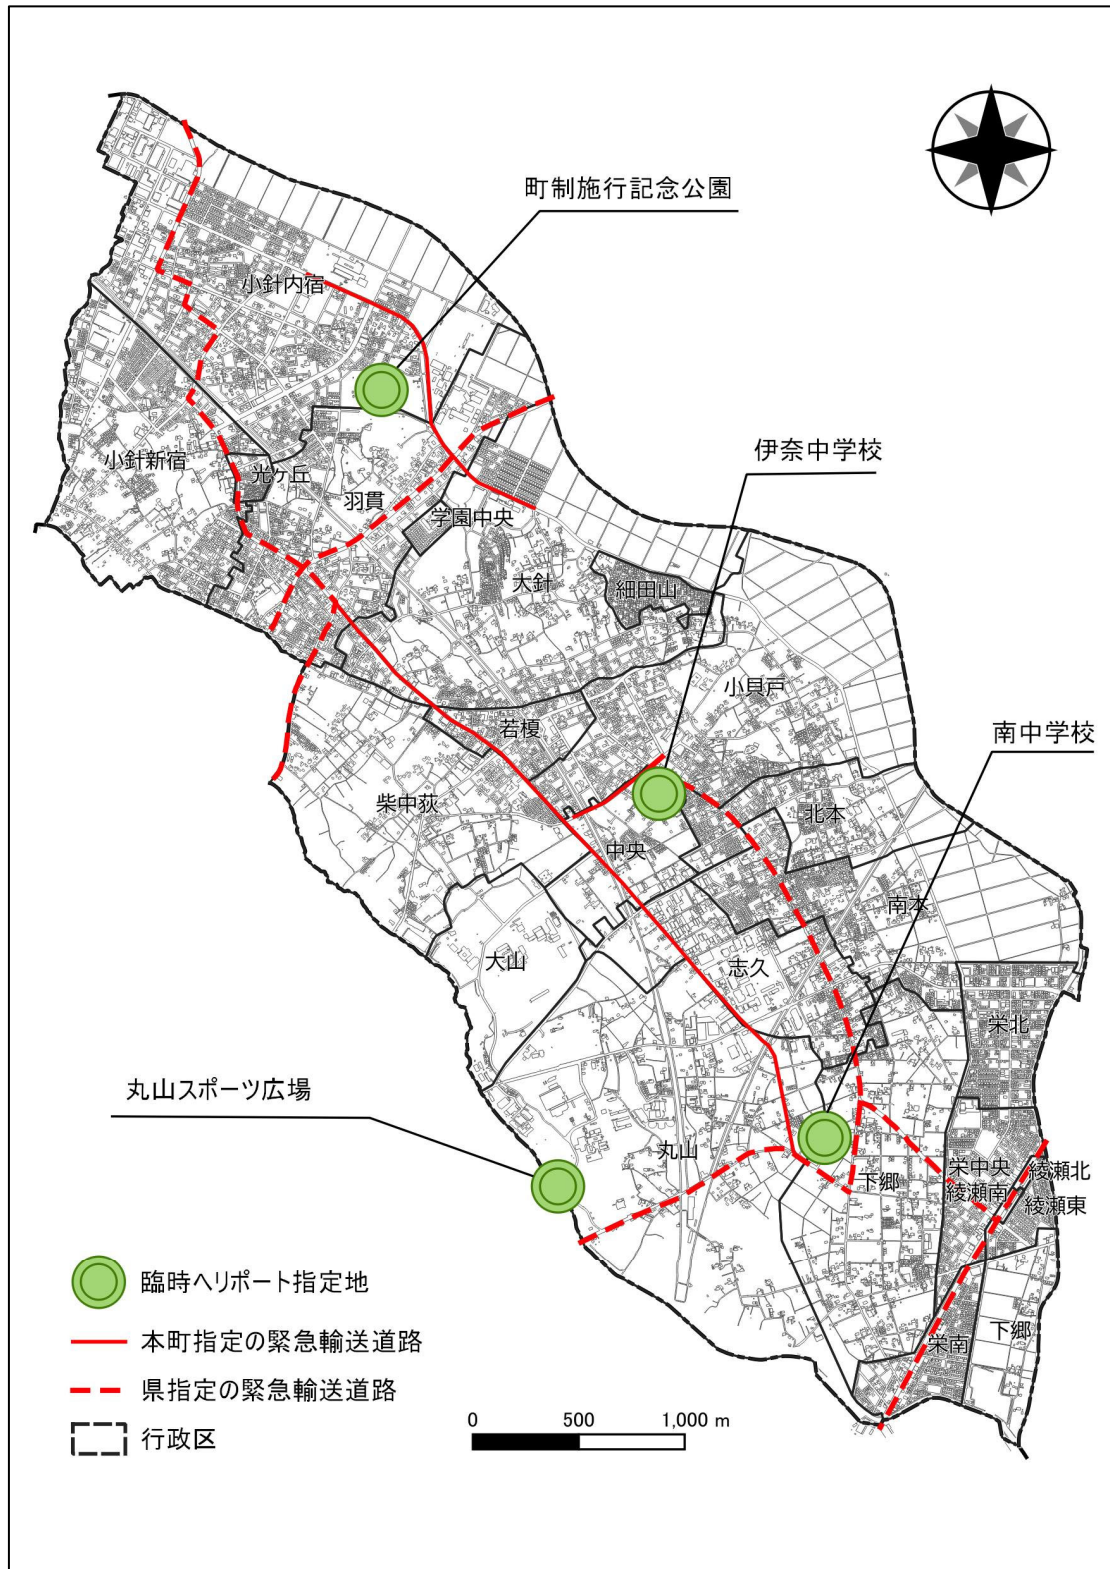 町制施行記念公園
小針内宿
伊奈中学校
小針新宿
光ヶ丘
羽貫
学園中央
大針
細田山
小貝戸
若榎
南中学校
柴中荻
北本
中央
南本
大山
志久
栄北
丸山スポーツ広場
丸山
下郷
栄中央
綾瀬北
綾瀬南
綾瀬東
臨時ヘリポート指定地
下郷
栄南
本町指定の緊急輸送道路
県指定の緊急輸送道路
行政区
0 500 1,000 m